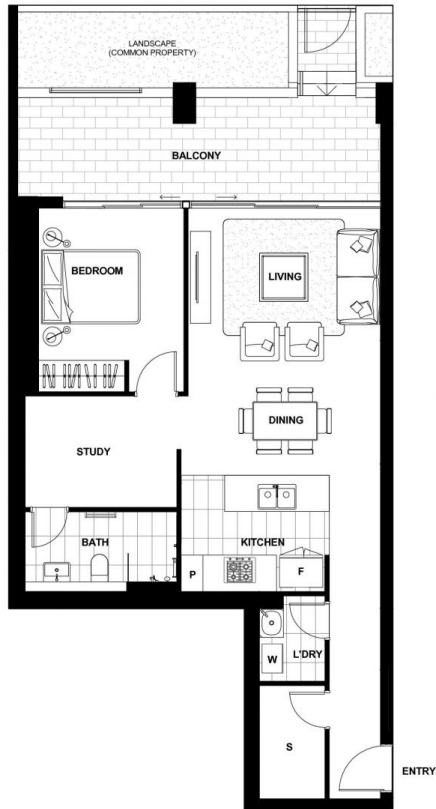 LANDSCAPE
(COMMON PROPERTY)
BALCONY
BEDROOM
LIVING
DINING
STUDY
BATH
KITCHEN
P
F
W
L'DRY
S
ENTRY